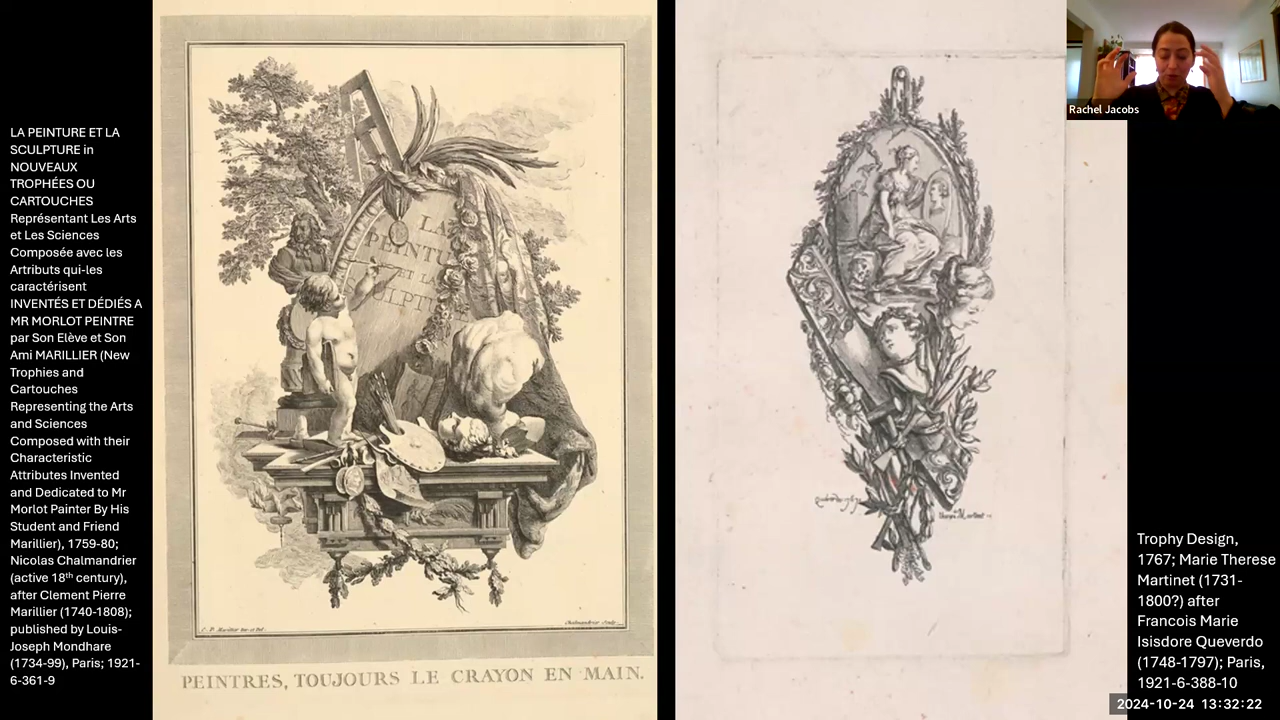 LA PEINTURE ET LA
SCULPTURE in
NOUVEAUX
TROPHÉES OU
CARTOUCHES
Représentant Les Arts
et Les Sciences
Composée avec les
Artributs qui-les
caractérisent
INVENTÉS ET DÉDIÉS A
MR MORLOT PEINTRE
par Son Elève et Son
Ami MARILLIER (New
Trophies and
Cartouches
Representing the Arts
and Sciences
Composed with their
Characteristic
Attributes Invented
and Dedicated to Mr
Morlot Painter By His
Student and Friend
Marillier), 1759-80;
Nicolas Chalmandrier
(active 18th century),
after Clement Pierre
Marillier (1740-1808);
published by Louis-
Joseph Mondhare
(1734-99), Paris; 1921-
6-361-9
LA
PEINTU
ET L
CULPT
PEINTRES, TOUJOURS LE CRAYON EN MAIN.
Rachel Jacobs
Trophy Design,
1767; Marie Therese
Martinet (1731-
1800?) after
Francois Marie
Isisdore Queverdo
(1748-1797); Paris,
1921-6-388-10
2024-10-24 13:32:22